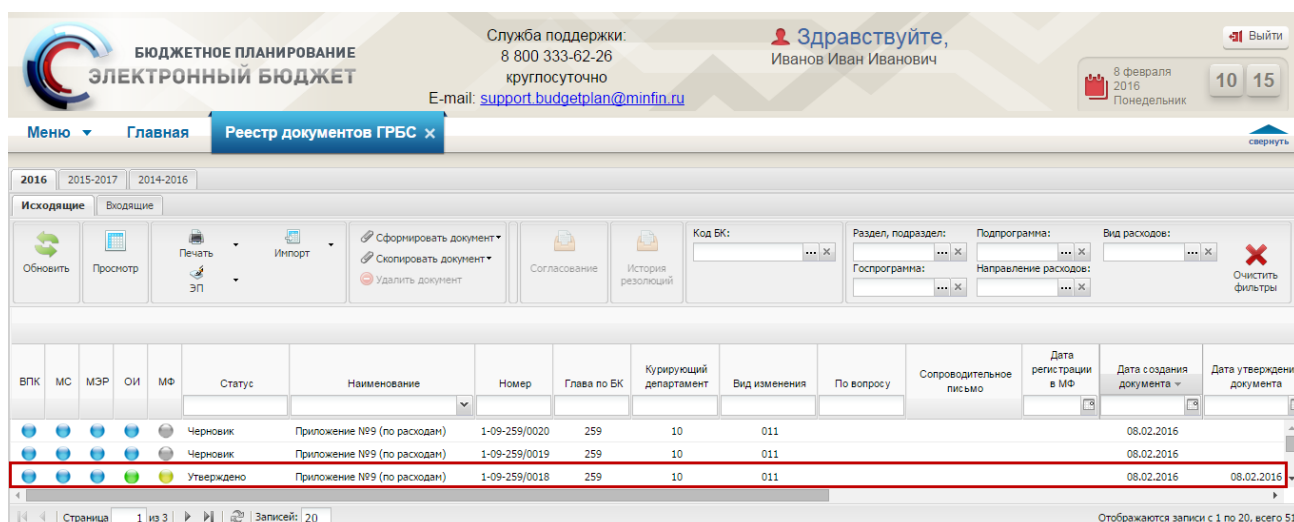 БЮДЖЕТНОЕ ПЛАНИРОВАНИЕ
ЭЛЕКТРОННЫЙ БЮДЖЕТ
Служба поддержки:
8 800 333-62-26
круглосуточно
E-mail: support.budgetplan@minfin.ru
Здравствуйте,
Иванов Иван Иванович
Выйти
8 февраля
2016
Понедельник
10 15
Меню Главная Реестр документов ГРБС ×
свернуть
2016 2015-2017 2014-2016
Исходящие Входящие
Обновить
Просмотр
Печать
ЭП
Импорт
Сформировать документ
Скопировать документ
Удалить документ
Согласование
История
резолюций
Код БК:
Раздел, подраздел:
Госпрограмма:
Подпрограмма:
Направление расходов:
Вид расходов:
Очистить
фильтры
ВПК МС МЭР ОИ МФ Статус Наименование Номер Глава по БК Курирующий департамент Вид изменения По вопросу Сопроводительное письмо Дата регистрации в МФ Дата создания документа Дата утверждени документа
Черновик Приложение №9 (по расходам) 1-09-259/0020 259 10 011 08.02.2016
Черновик Приложение №9 (по расходам) 1-09-259/0019 259 10 011 08.02.2016
Утверждено Приложение №9 (по расходам) 1-09-259/0018 259 10 011 08.02.2016 08.02.2016
Страница 1 из 3 Записей: 20 Отображаются записи с 1 по 20, всего 51